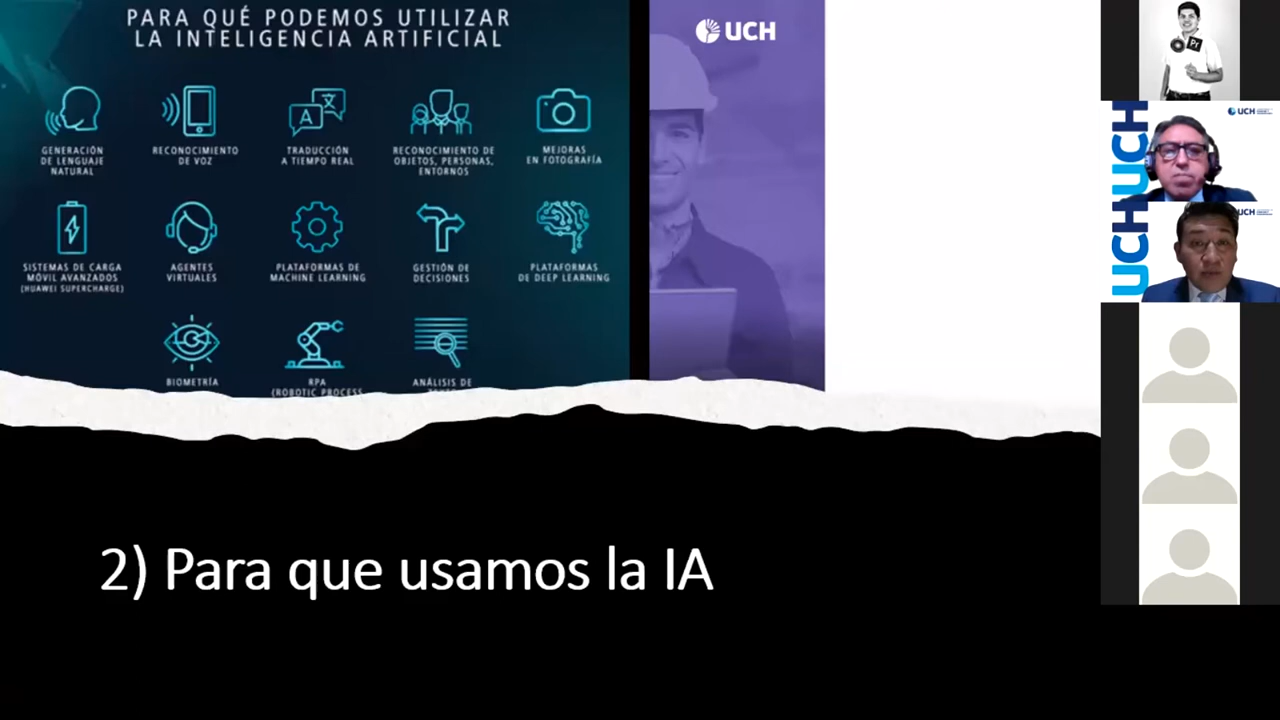 PARA QUÉ PODEMOS UTILIZAR
LA INTELIGENCIA ARTIFICIAL
GENERACIÓN
DE LENGUAJE
NATURAL
RECONOCIMIENTO
DE VOZ
A
TRADUCCIÓN
A TIEMPO REAL
RECONOCIMIENTO DE
OBJETOS, PERSONAS,
ENTORNOS
MEJORAS
EN FOTOGRAFÍA
SISTEMAS DE CARGA
MÓVIL AVANZADOS
(HUAWEI SUPERCHARGE)
AGENTES
VIRTUALES
PLATAFORMAS DE
MACHINE LEARNING
GESTIÓN DE
DECISIONES
PLATAFORMAS
DE DEEP LEARNING
BIOMETRÍA
RPA
(ROBOTIC PROCESS
ANÁLISIS DE
UCH
2) Para que usamos la IA
Pr
UCH
UCH
UCH
UCH